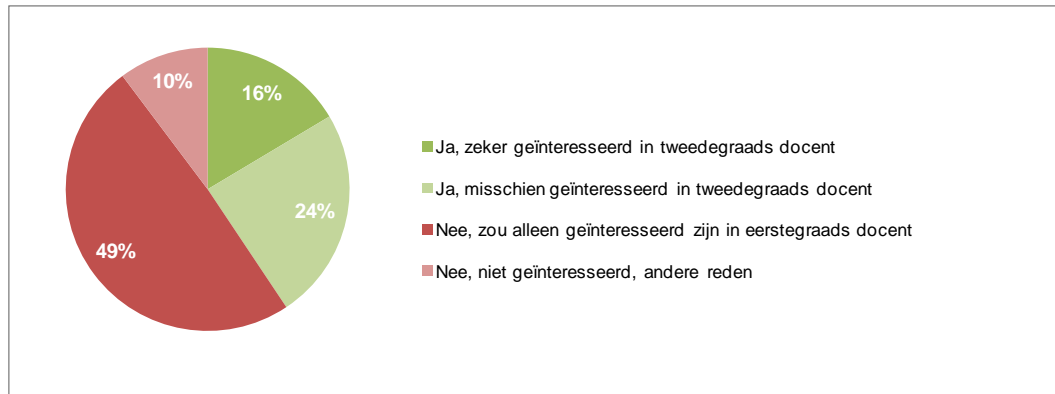 10%
16%
24%
49%
Ja, zeker geïnteresseerd in tweedegraads docent
Ja, misschien geïnteresseerd in tweedegraads docent
Nee, zou alleen geïnteresseerd zijn in eerstegraads docent
Nee, niet geïnteresseerd, andere reden